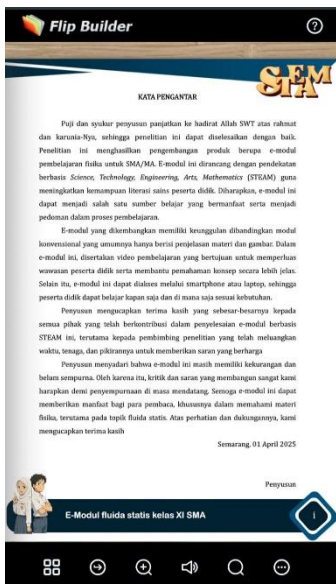 Flip Builder
STEM
STEAM
KATA PENGANTAR
Puji dan syukur penyusun panjatkan ke hadirat Allah SWT atas rahmat
dan karunia-Nya, sehingga penelitian ini dapat diselesaikan dengan baik.
Penelitian ini menghasilkan pengembangan produk berupa e-modul
pembelajaran fisika untuk SMA/MA. E-modul ini dirancang dengan pendekatan
berbasis Science, Technology, Engineering, Arts, Mathematics (STEAM) guna
meningkatkan kemampuan literasi sains peserta didik. Diharapkan, e-modul ini
dapat menjadi salah satu sumber belajar yang bermanfaat serta menjadi
pedoman dalam proses pembelajaran.
E-modul yang dikembangkan memiliki keunggulan dibandingkan modul
konvensional yang umumnya hanya berisi penjelasan materi dan gambar. Dalam
e-modul ini, disertakan video pembelajaran yang bertujuan untuk memperluas
wawasan peserta didik serta membantu pemahaman konsep secara lebih jelas.
Selain itu, e-modul ini dapat diakses melalui smartphone atau laptop, sehingga
peserta didik dapat belajar kapan saja dan di mana saja sesuai kebutuhan.
Penyusun mengucapkan terima kasih yang sebesar-besarnya kepada
semua pihak yang telah berkontribusi dalam penyelesaian e-modul berbasis
STEAM ini, terutama kepada pembimbing penelitian yang telah meluangkan
waktu, tenaga, dan pikirannya untuk memberikan saran yang berharga
Penyusun menyadari bahwa e-modul ini masih memiliki kekurangan dan
belum sempurna. Oleh karena itu, kritik dan saran yang membangun sangat kami
harapkan demi penyempurnaan di masa mendatang. Semoga e-modul ini dapat
memberikan manfaat bagi para pembaca, khususnya dalam memahami materi
fisika, terutama pada topik fluida statis. Atas perhatian dan dukungannya, kami
mengucapkan terima kasih
Semarang, 01 April 2025
Penyusun
E-Modul fluida statis kelas XI SMA
i